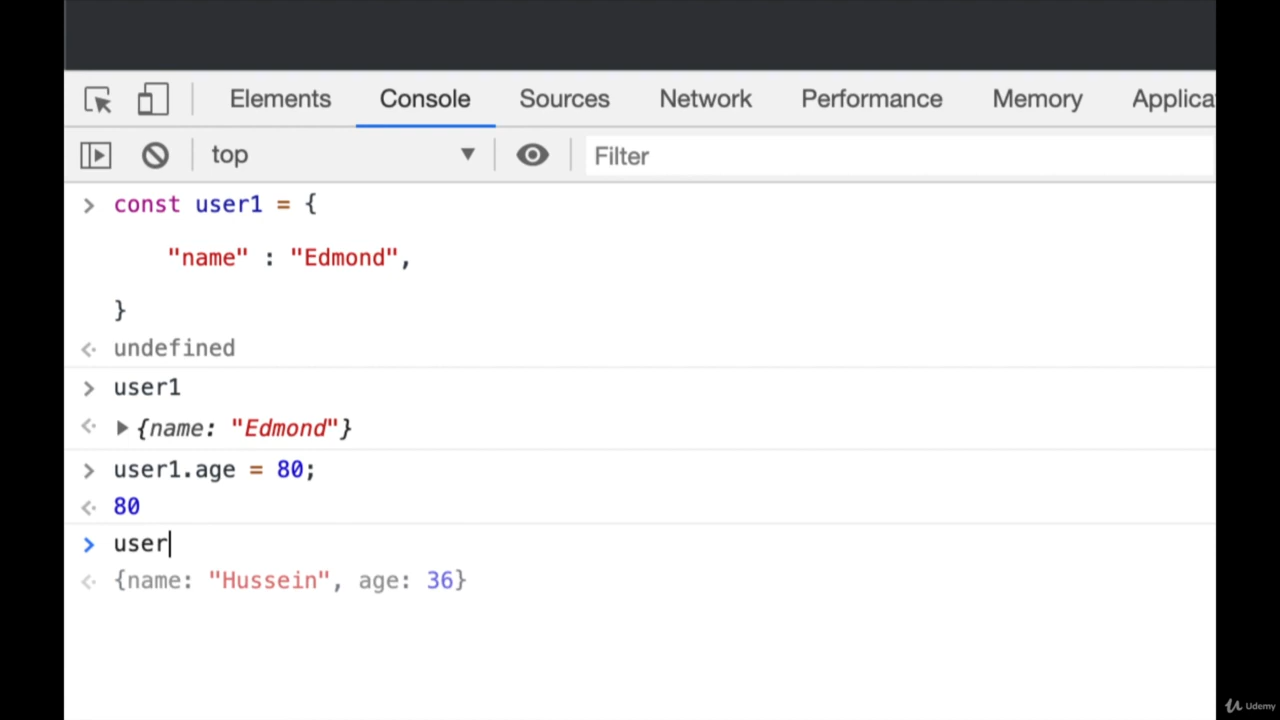 Elements Console Sources Network Performance Memory Applica
top Filter
const user1 = {
"name" : "Edmond",
}
undefined
user1
{name: "Edmond"}
user1.age = 80;
80
user
{name: "Hussein", age: 36}
Udemy